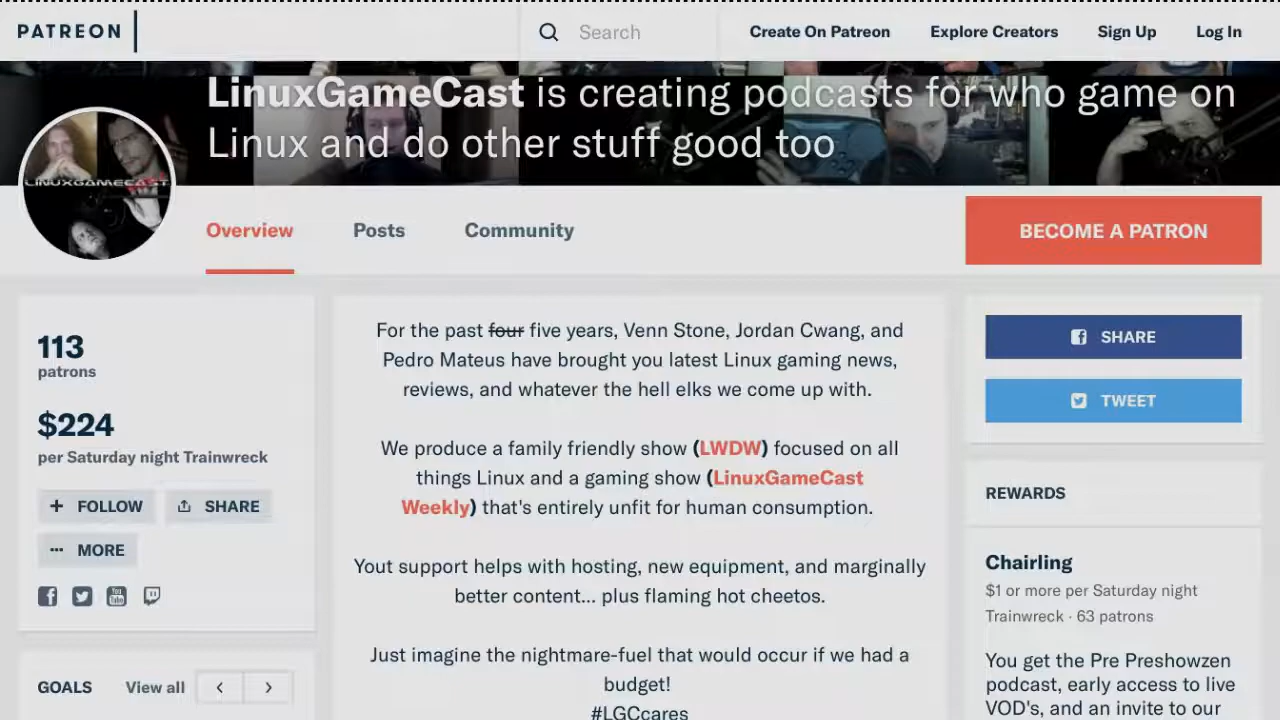 PATREON
Search
Create On Patreon
Explore Creators
Sign Up
Log In
LinuxGameCast is creating podcasts for who game on
Linux and do other stuff good too
LINUXGAMECAST
Overview
Posts
Community
BECOME A PATRON
113
patrons
$224
per Saturday night Trainwreck
FOLLOW
SHARE
MORE
GOALS
View all
For the past four five years, Venn Stone, Jordan Cwang, and
Pedro Mateus have brought you latest Linux gaming news,
reviews, and whatever the hell elks we come up with.
We produce a family friendly show (LWDW) focused on all
things Linux and a gaming show (LinuxGameCast
Weekly) that's entirely unfit for human consumption.
Yout support helps with hosting, new equipment, and marginally
better content... plus flaming hot cheetos.
Just imagine the nightmare-fuel that would occur if we had a
budget!
#LGCcares
SHARE
TWEET
REWARDS
Chairling
$1 or more per Saturday night
Trainwreck · 63 patrons
You get the Pre Preshowzen
podcast, early access to live
VOD's, and an invite to our